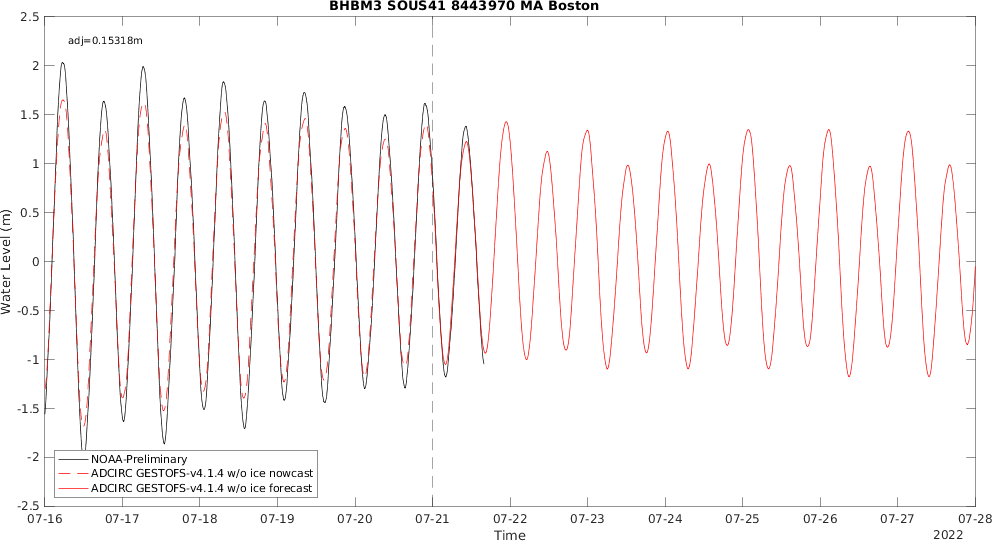 BHBM3 SOUS41 8443970 MA Boston
adj=0.15318m
2.5
2
1.5
1
0.5
0
-0.5
-1
-1.5
-2
-2.5
Water Level (m)
NOAA-Preliminary
ADCIRC GESTOFS-v4.1.4 w/o ice nowcast
ADCIRC GESTOFS-v4.1.4 w/o ice forecast
07-16 07-17 07-18 07-19 07-20 07-21 07-22 07-23 07-24 07-25 07-26 07-27 07-28
Time
2022